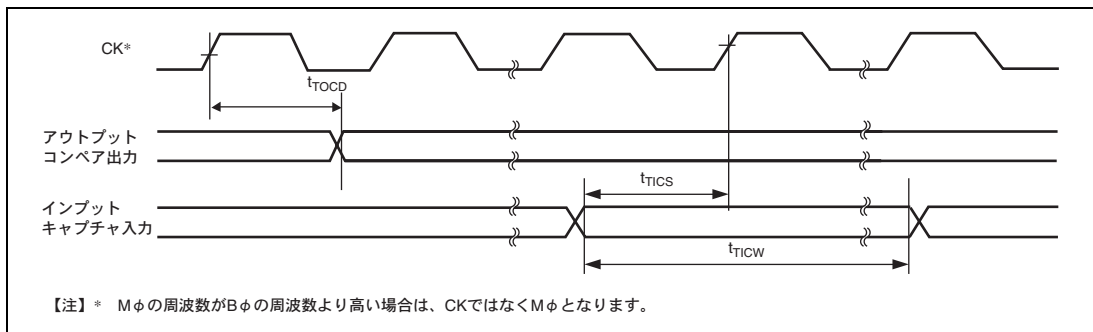 CK*
tTOCD
アウトプット
コンペア出力
tTICS
インプット
キャプチャ入力
tTICW
【注】* Mφの周波数がBφの周波数より高い場合は、CKではなくMφとなります。